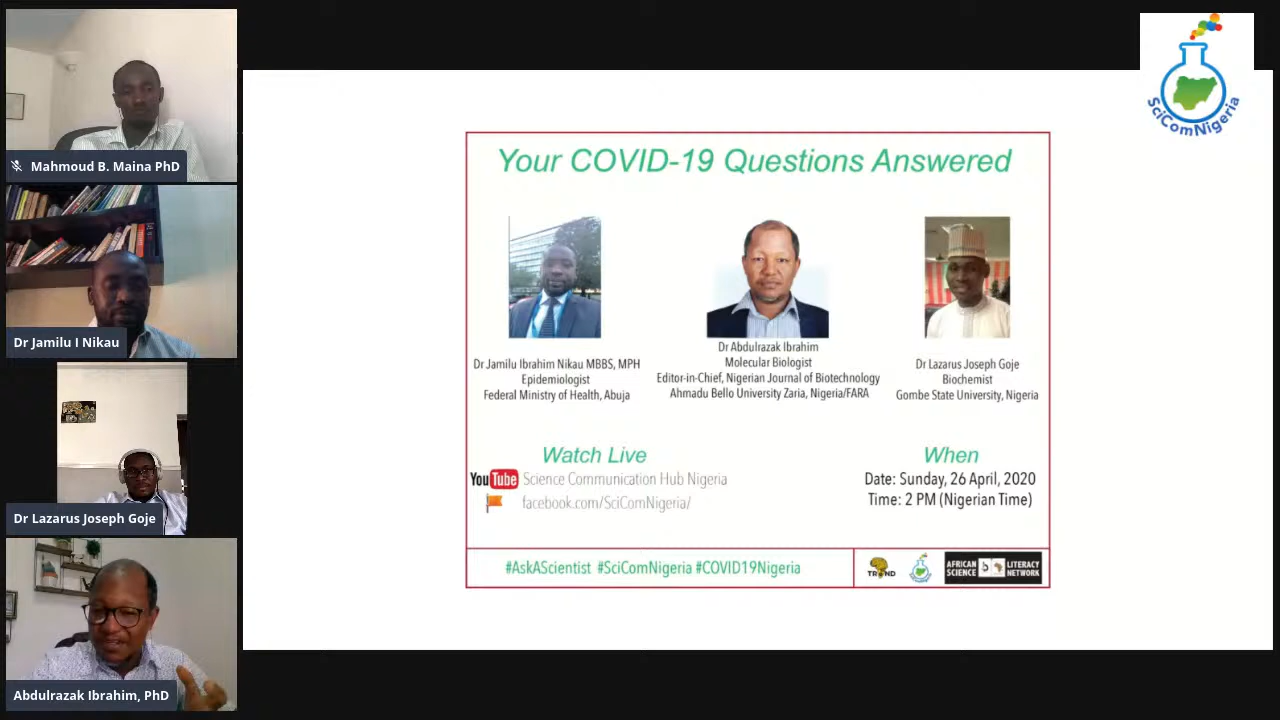 Mahmoud B. Maina PhD
Dr Jamilu I Nikau
Dr Lazarus Joseph Goje
Abdulrazak Ibrahim, PhD
SciComNigeria
Your COVID-19 Questions Answered
Dr Jamilu Ibrahim Nikau MBBS, MPH
Epidemiologist
Federal Ministry of Health, Abuja
Dr Abdulrazak Ibrahim
Molecular Biologist
Editor-in-Chief, Nigerian Journal of Biotechnology
Ahmadu Bello University Zaria, Nigeria/FARA
Dr Lazarus Joseph Goje
Biochemist
Gombe State University, Nigeria
Watch Live
YouTube Science Communication Hub Nigeria
facebook.com/SciComNigeria/
When
Date: Sunday, 26 April, 2020
Time: 2 PM (Nigerian Time)
#AskAScientist #SciComNigeria #COVID19Nigeria
TREND
AFRICAN SCIENCE
LITERACY NETWORK